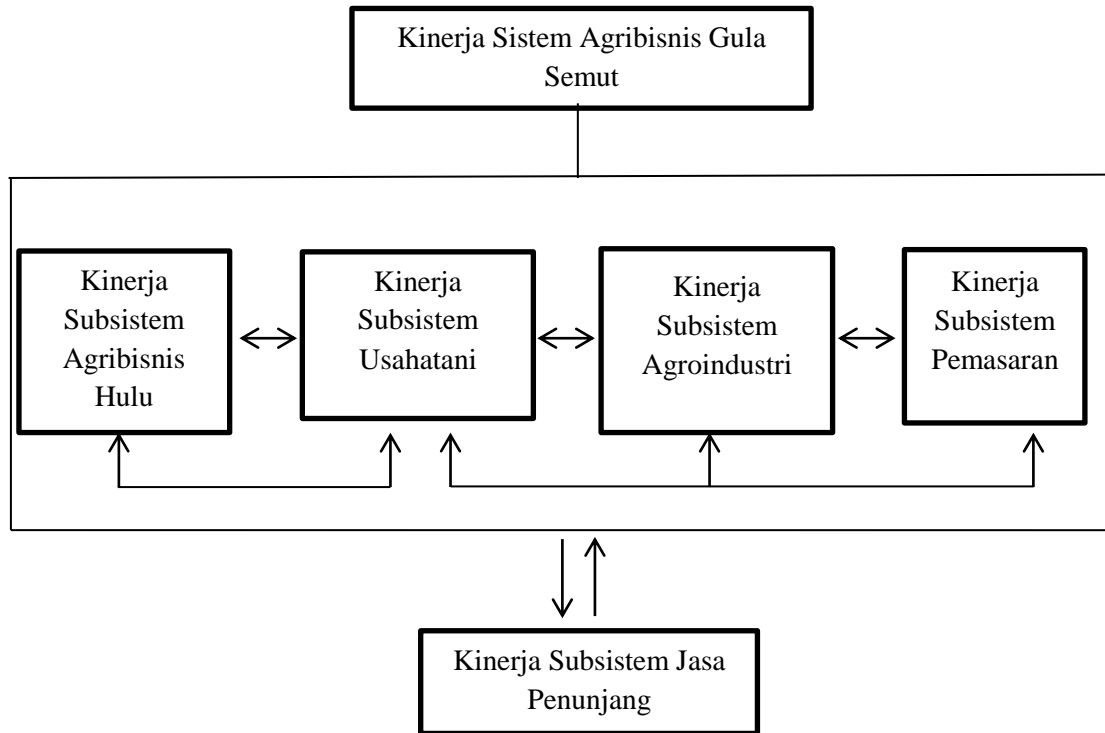 Kinerja Sistem Agribisnis Gula
Semut
Kinerja
Subsistem
Agribisnis
Hulu
Kinerja
Subsistem
Usahatani
Kinerja
Subsistem
Agroindustri
Kinerja
Subsistem
Pemasaran
Kinerja Subsistem Jasa
Penunjang